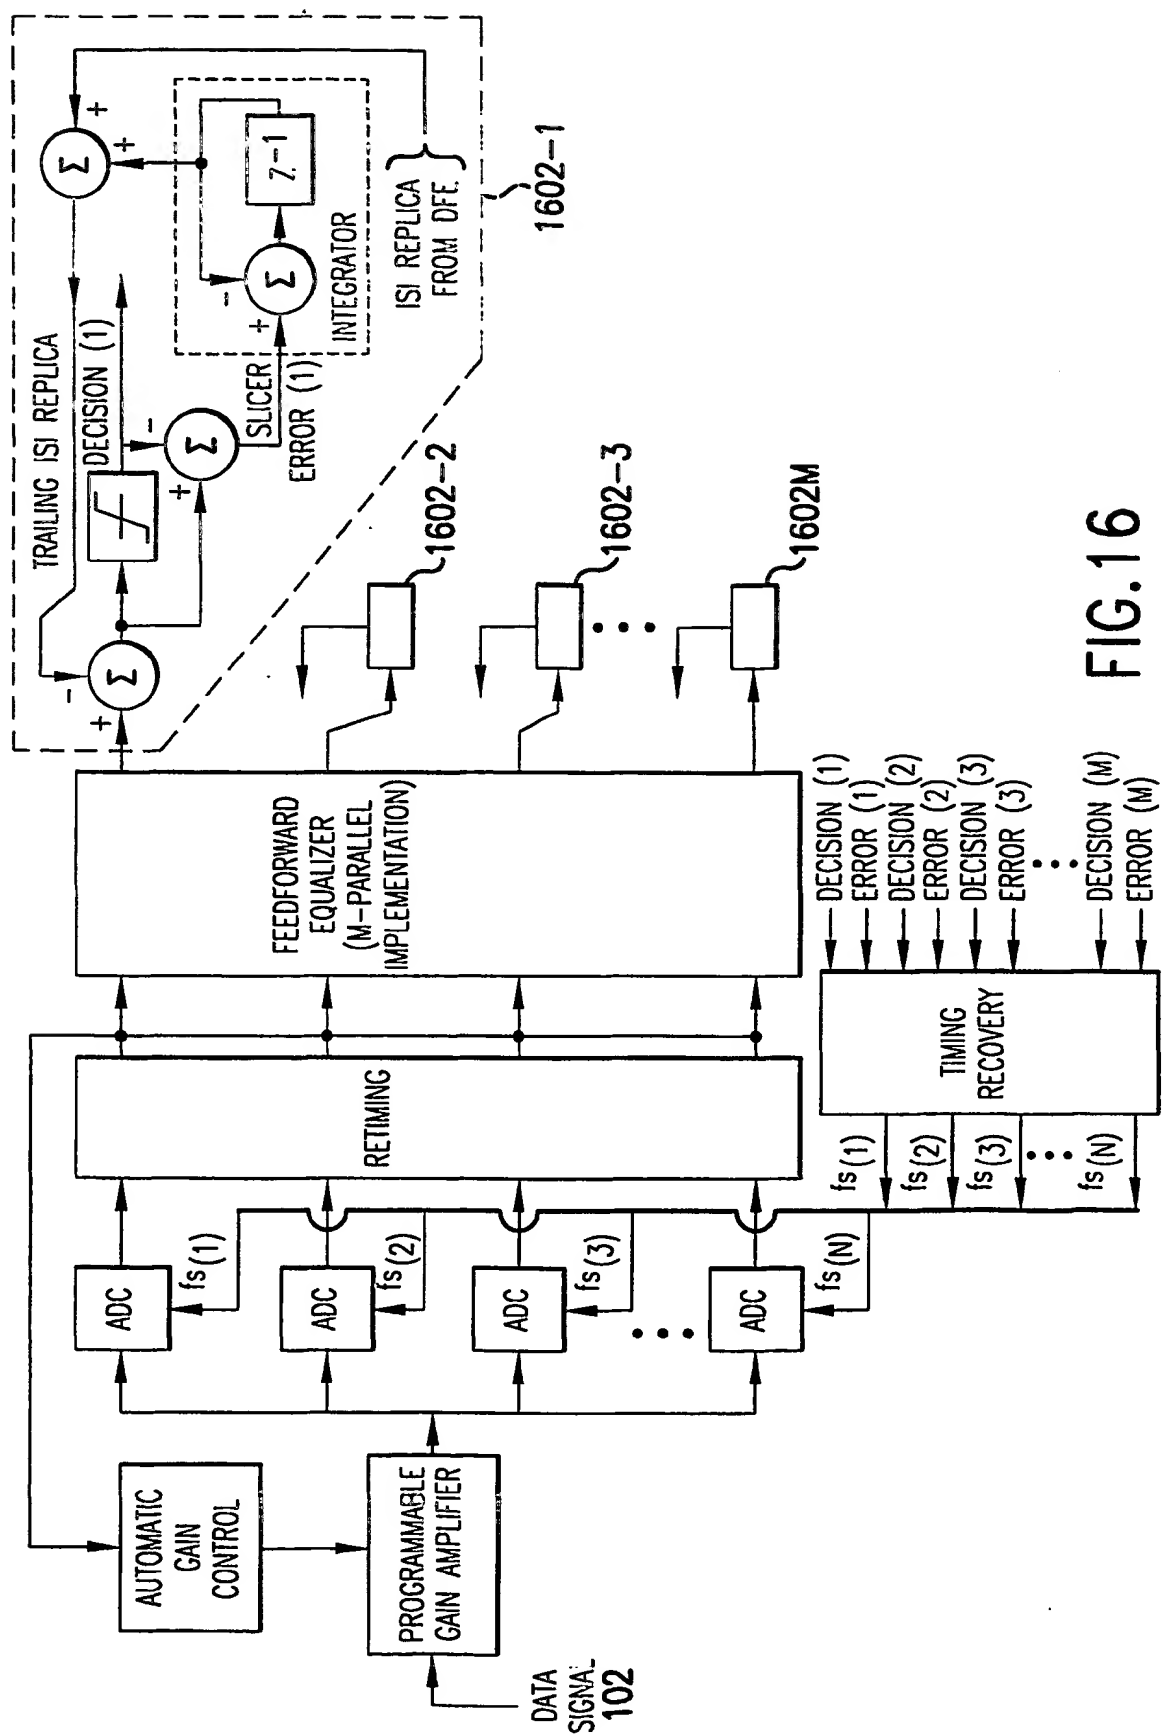 DATA
SIGNAL
102
PROGRAMMABLE
GAIN AMPLIFIER
AUTOMATIC
GAIN
CONTROL
ADC
fs(1)
ADC
fs(2)
ADC
fs(3)
ADC
fs(N)
RETIMING
FEEDFORWARD
EQUALIZER
(M-PARALLEL
IMPLEMENTATION)
fs(1)
fs(2)
fs(3)
fs(N)
TIMING
RECOVERY
DECISION (1)
ERROR (1)
DECISION (2)
ERROR (2)
DECISION (3)
ERROR (3)
DECISION (M)
ERROR (M)
+
-
Σ
TRAILING ISI REPLICA
DECISION (1)
+
-
Σ
SLICER
ERROR (1)
+
-
Σ
Z-1
INTEGRATOR
Σ
+
+
ISI REPLICA
FROM DFE.
1602-1
1602-2
1602-3
1602M
FIG.16